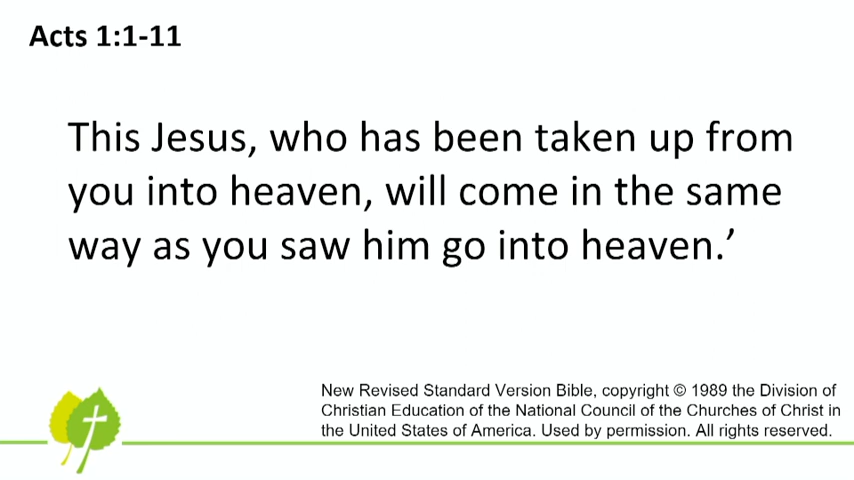 Acts 1:1-11
This Jesus, who has been taken up from
you into heaven, will come in the same
way as you saw him go into heaven.’
New Revised Standard Version Bible, copyright © 1989 the Division of
Christian Education of the National Council of the Churches of Christ in
the United States of America. Used by permission. All rights reserved.